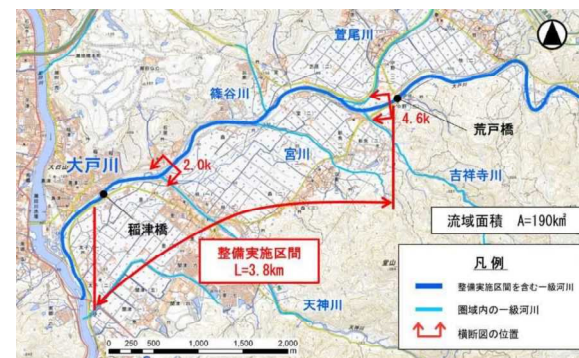 萱尾川
篠谷川
4.6k
荒戸橋
大戸川
2.0k
宮川
吉祥寺川
稲津橋
流域面積 A=190k㎡
整備実施区間
L=3.8km
凡例
整備実施区間を含む一級河川
圏域内の一級河川
横断図の位置
天神川
0 250 500 1,000 1,500 2,000
m